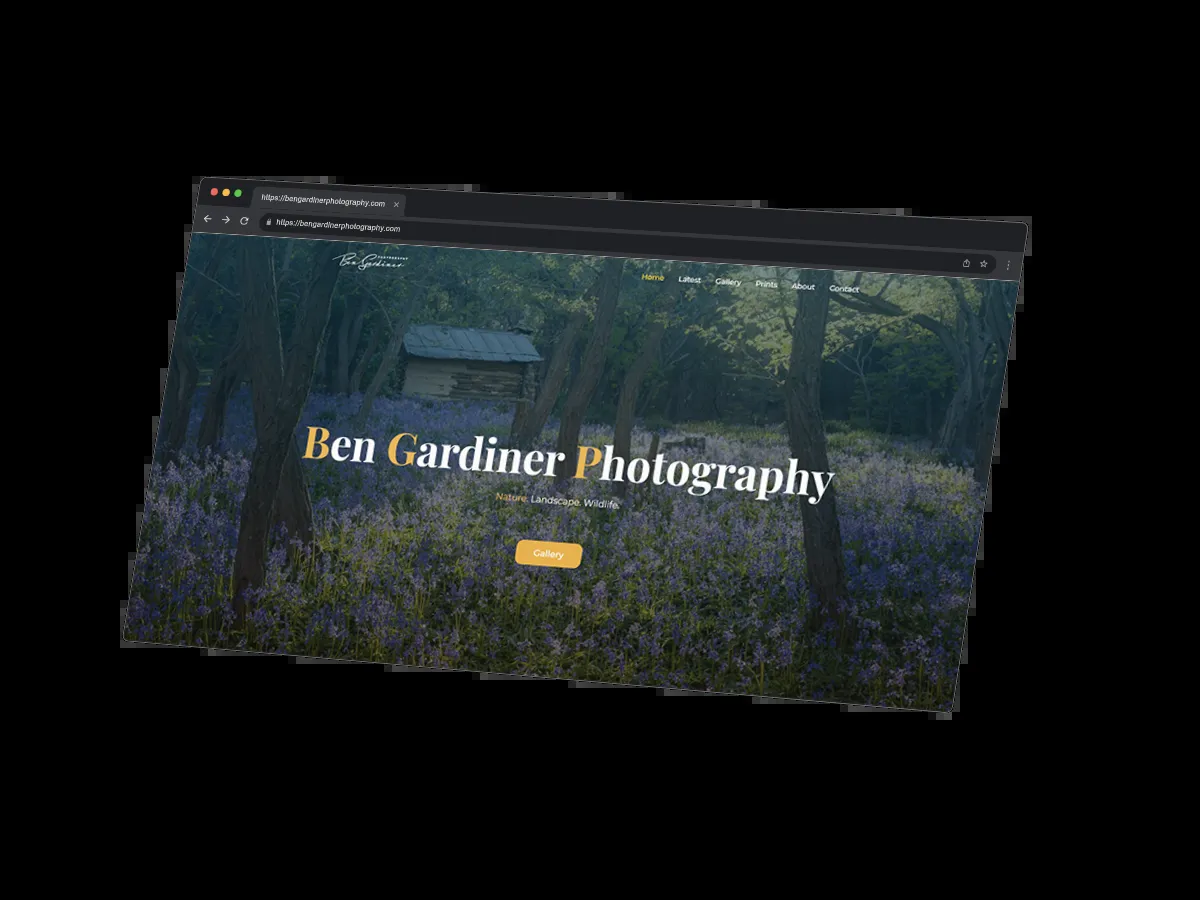 https://bengardinerphotography.com
https://bengardinerphotography.com
Ben Gardiner
PHOTOGRAPHY
Home Latest Gallery Prints About Contact
Ben Gardiner Photography
Nature. Landscape. Wildlife.
Gallery